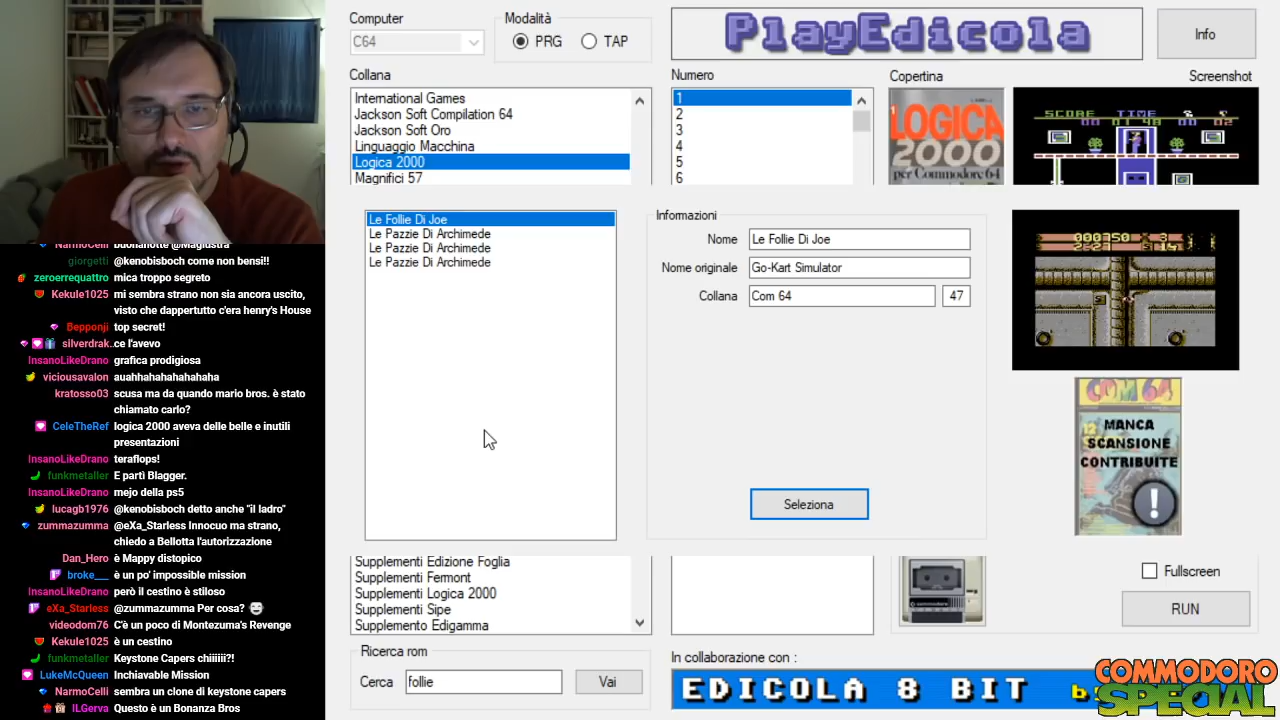 Computer
C64
Modalità
PRG
TAP
PlayEdicola
Info
Collana
International Games
Jackson Soft Compilation 64
Jackson Soft Oro
Linguaggio Macchina
Logica 2000
Magnifici 57
Numero
1
2
3
4
5
6
Copertina
LOGICA
2000
per Commodore 64
Screenshot
SCORE TIME
Le Follie Di Joe
Le Pazzie Di Archimede
Le Pazzie Di Archimede
Le Pazzie Di Archimede
Informazioni
Nome
Le Follie Di Joe
Nome originale
Go-Kart Simulator
Collana
Com 64
47
Seleziona
COM 64
MANCA
SCANSIONE
CONTRIBUITE
Supplementi Edizione Foglia
Supplementi Fermont
Supplementi Logica 2000
Supplementi Sipe
Supplemento Edigamma
Fullscreen
RUN
Ricerca rom
Cerca
follie
Vai
In collaborazione con :
EDICOLA 8 BIT
COMMODORO
SPECIAL
NarmoCelli buonanotte @Magiustra
giorgetti @kenobisboch come non bensi!!
zeroerrequattro mica troppo segreto
Kekule1025 mi sembra strano non sia ancora uscito,
visto che dappertutto c'era henry's House
Bepponji top secret!
silverdrak.. ce l'avevo
InsanoLikeDrano grafica prodigiosa
viciousavalon auahhahahahahaha
kratosso03 scusa ma da quando mario bros. è stato
chiamato carlo?
CeleTheRef logica 2000 aveva delle belle e inutili
presentazioni
InsanoLikeDrano teraflops!
funkmetaller E partì Blagger.
InsanoLikeDrano mejo della ps5
lucagb1976 @kenobisboch detto anche "il ladro"
zummazumma @eXa_Starless Innocuo ma strano,
chiedo a Bellotta l'autorizzazione
Dan_Hero è Mappy distopico
broke___ è un po' impossible mission
InsanoLikeDrano però il cestino è stiloso
eXa_Starless @zummazumma Per cosa?
videodom76 C'è un poco di Montezuma's Revenge
Kekule1025 è un cestino
funkmetaller Keystone Capers chiiiiii?!
LukeMcQueen Inchiavable Mission
NarmoCelli sembra un clone di keystone capers
ILGerva Questo è un Bonanza Bros